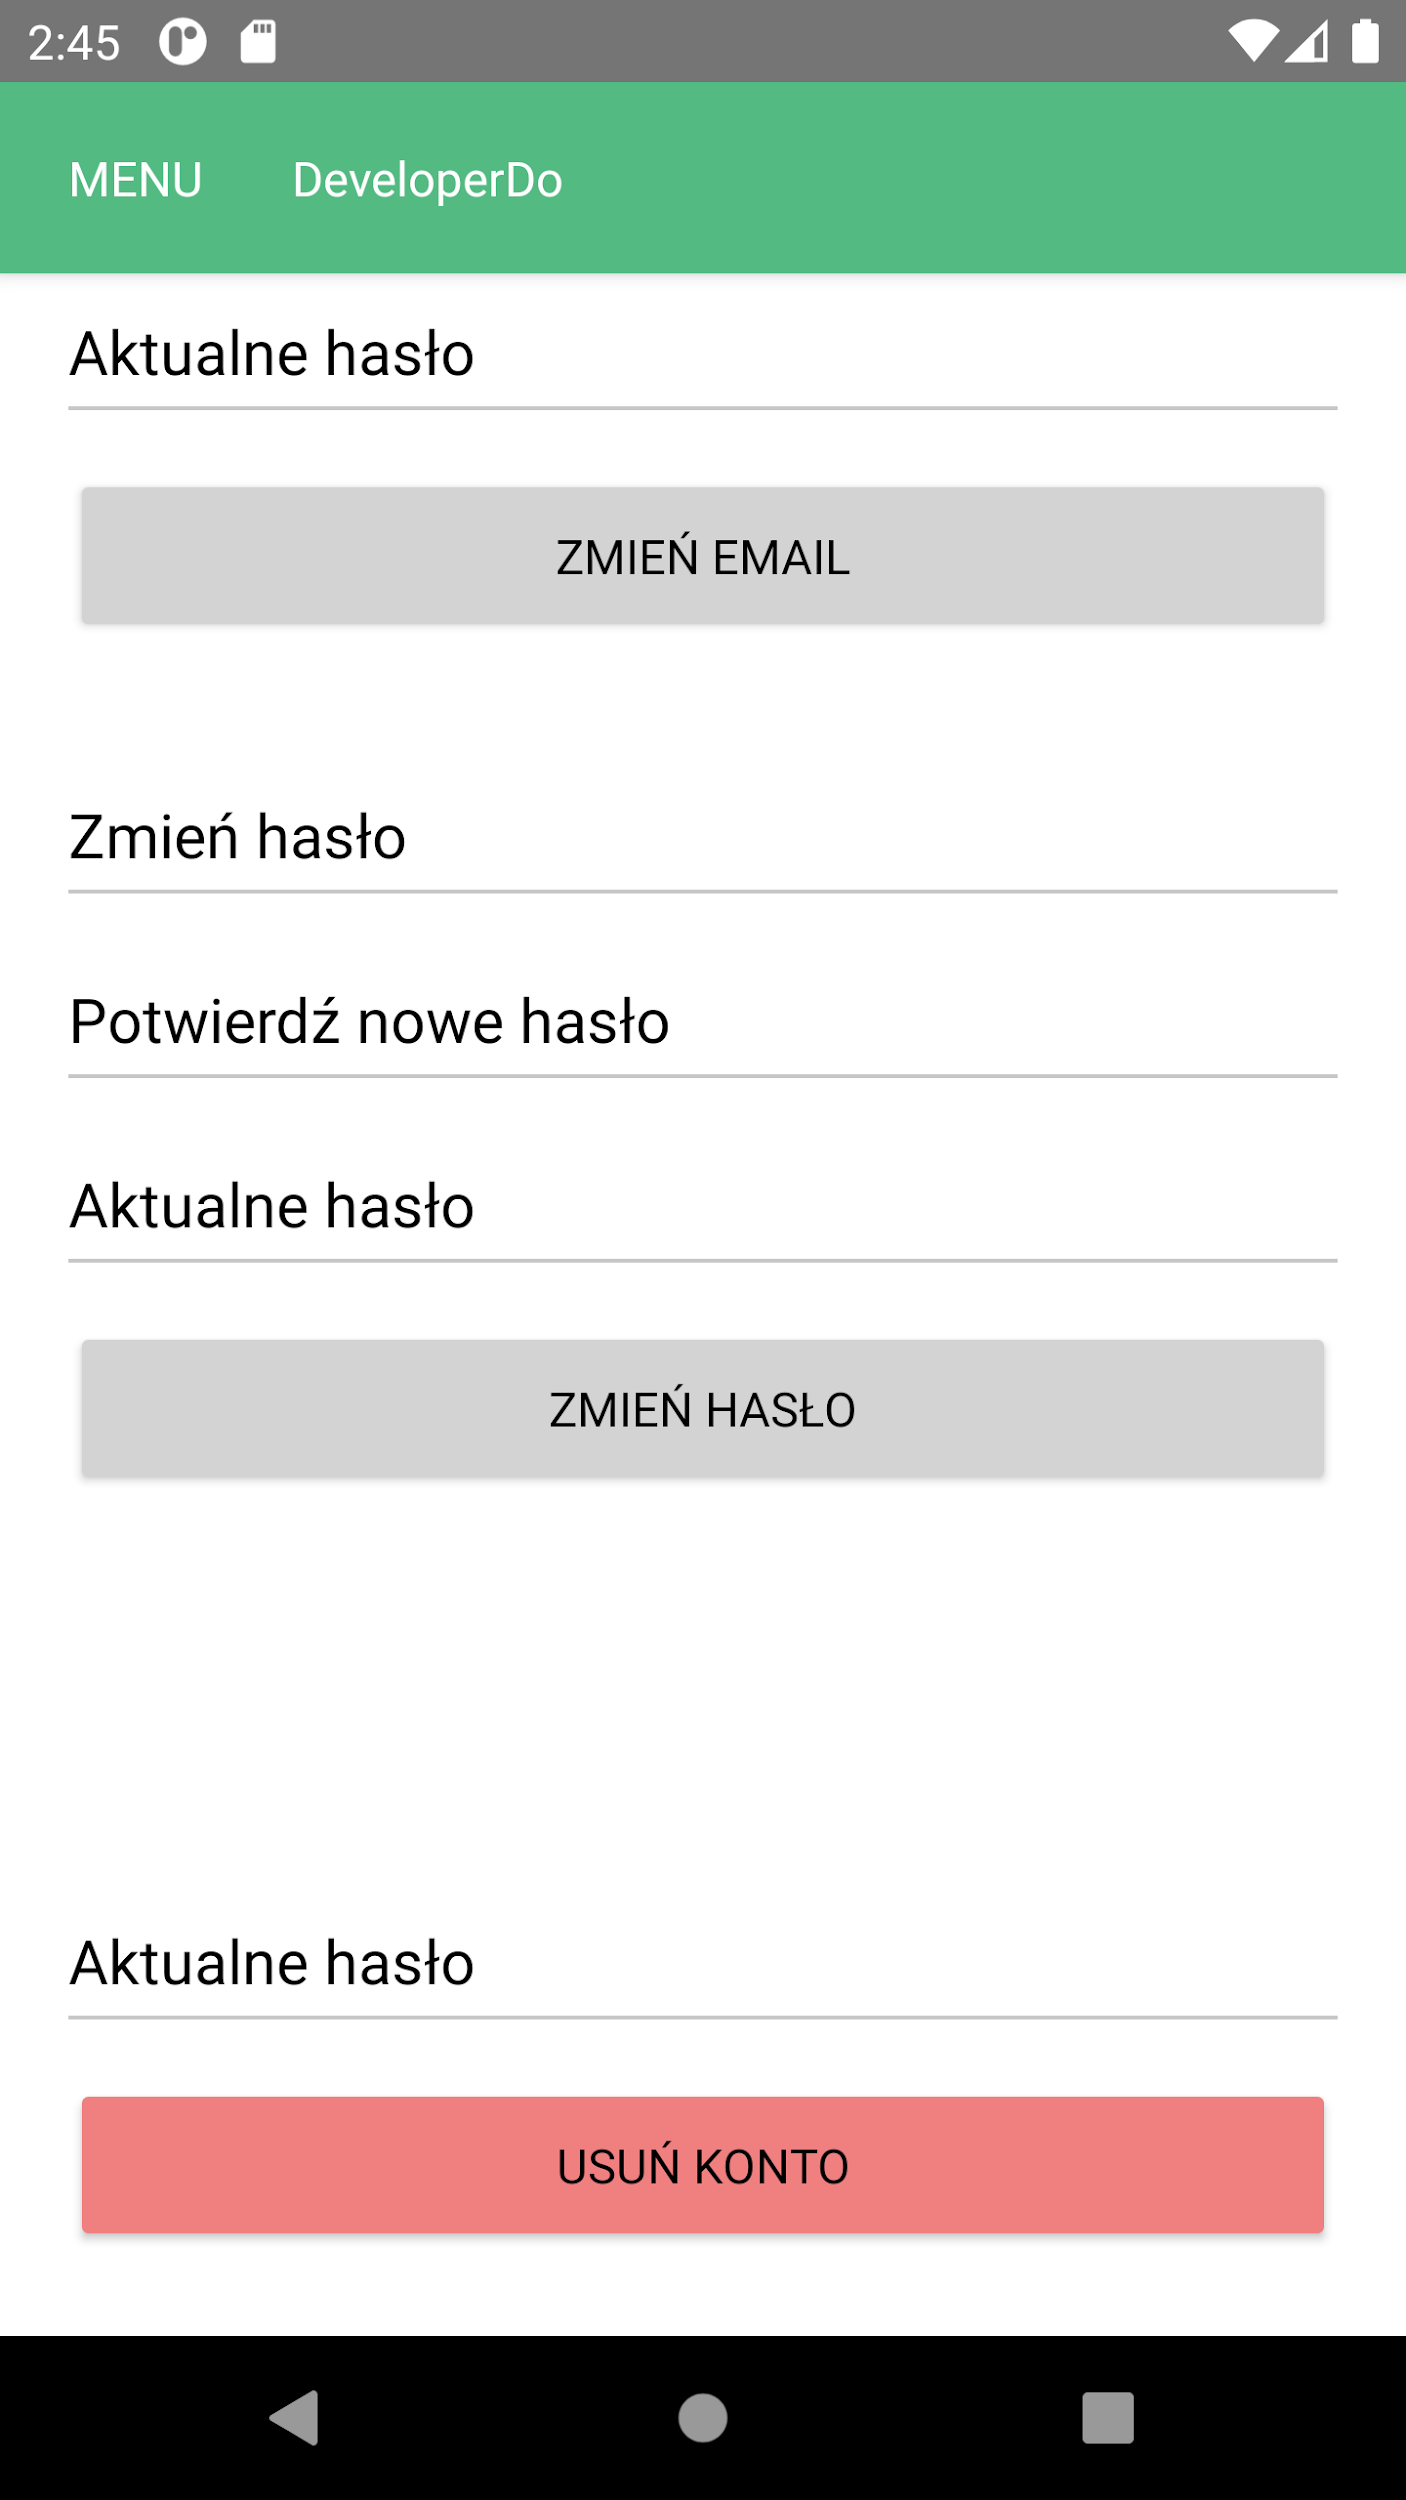 2:45
MENU DeveloperDo
Aktualne hasło
ZMIEŃ EMAIL
Zmień hasło
Potwierdź nowe hasło
Aktualne hasło
ZMIEŃ HASŁO
Aktualne hasło
USUŃ KONTO